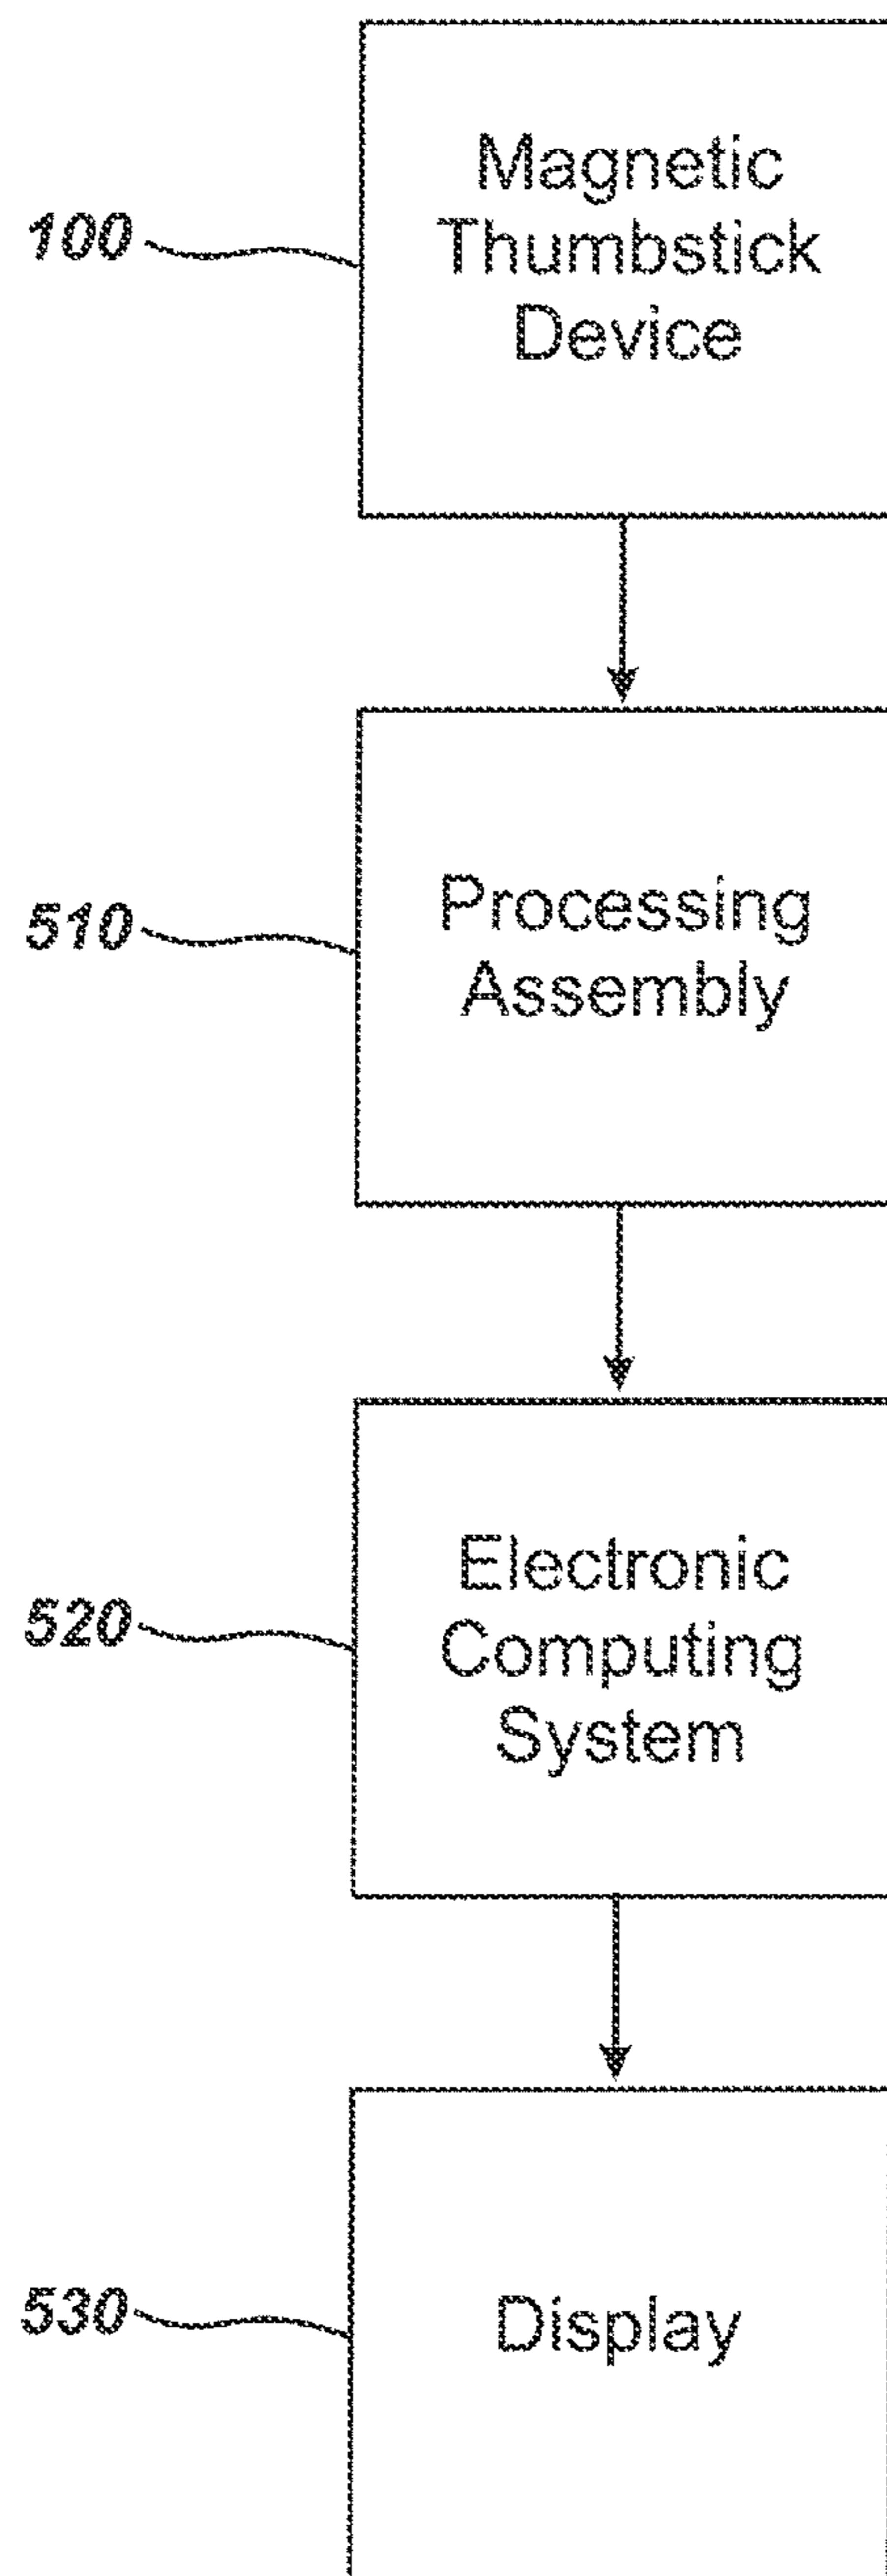 Magnetic
Thumbstick
Device
100
Processing
Assembly
510
Electronic
Computing
System
520
Display
530